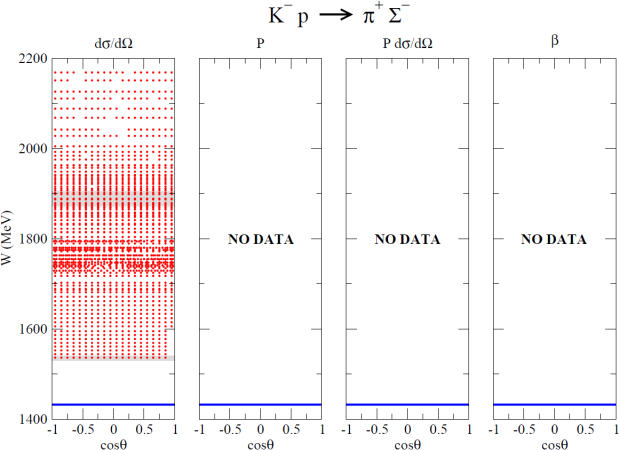 K⁻ p → π⁺ Σ⁻
dσ/dΩ P P dσ/dΩ β
2200
2000
1800
1600
1400
W (MeV)
NO DATA NO DATA NO DATA
-1 -0.5 0 0.5 1 -1 -0.5 0 0.5 1 -1 -0.5 0 0.5 1 -1 -0.5 0 0.5 1
cosθ cosθ cosθ cosθ